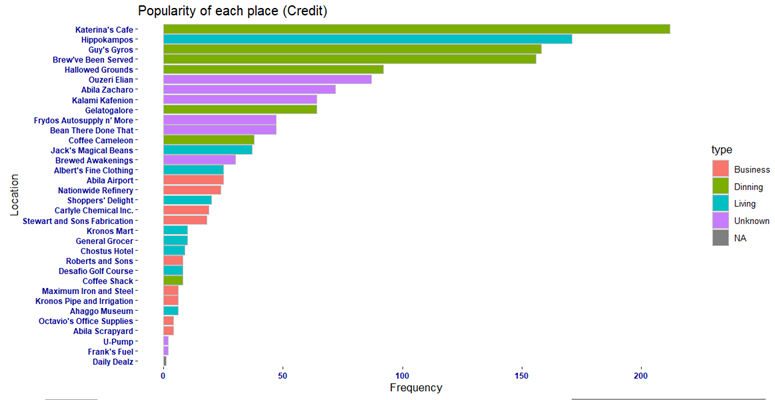 Popularity of each place (Credit)
Katerina's Cafe
Hippokampos
Guy's Gyros
Brew've Been Served
Hallowed Grounds
Ouzeri Elian
Abila Zacharo
Kalami Kafenion
Gelatogalore
Frydos Autosupply n' More
Bean There Done That
Coffee Cameleon
Jack's Magical Beans
Brewed Awakenings
Albert's Fine Clothing
Abila Airport
Nationwide Refinery
Shoppers' Delight
Carlyle Chemical Inc.
Stewart and Sons Fabrication
Kronos Mart
General Grocer
Chostus Hotel
Roberts and Sons
Desafio Golf Course
Coffee Shack
Maximum Iron and Steel
Kronos Pipe and Irrigation
Ahaggo Museum
Octavio's Office Supplies
Abila Scrapyard
U-Pump
Frank's Fuel
Daily Dealz
Location
0 50 100 150 200
Frequency
type
Business
Dinning
Living
Unknown
NA